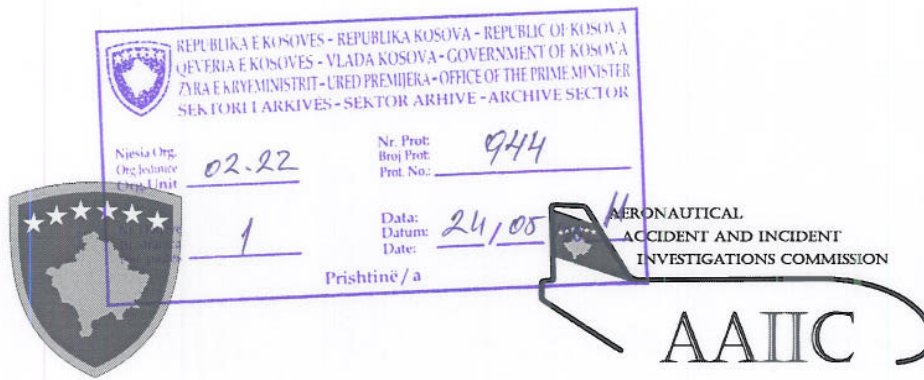 REPUBLIKA E KOSOVES - REPUBLIKA KOSOVA - REPUBLIC OF KOSOVA
QEVERIA E KOSOVES - VLADA KOSOVA - GOVERNMENT OF KOSOVA
ZYRA E KRYEMINISTRIT - URED PREMIJERA - OFFICE OF THE PRIME MINISTER
SEKTORI I ARKIVËS - SEKTOR ARHIVE - ARCHIVE SECTOR
Njesia Org.
Org Jedinice
Org. Unit
02.22
Nr. Prot:
Broj Prot:
Prot. No.:
944
1
Data:
Datum:
Date:
24/05
11
Prishtinë / a
AERONAUTICAL
ACCIDENT AND INCIDENT
INVESTIGATIONS COMMISSION
AAIIC